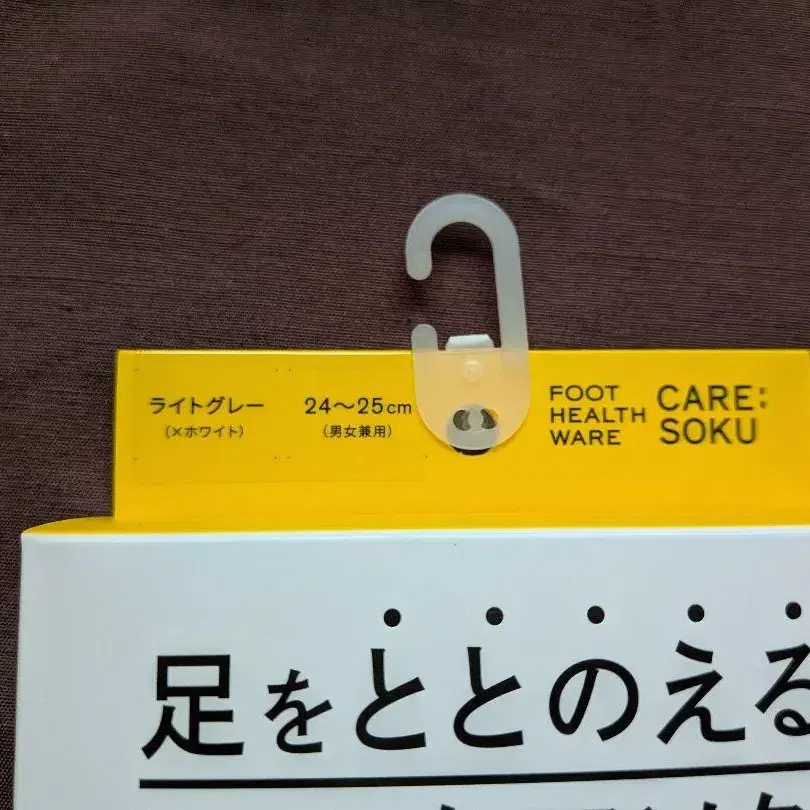 ライトグレー
(×ホワイト)
24～25cm
(男女兼用)
FOOT
HEALTH
WARE
CARE:
SOKU
足をととのえる